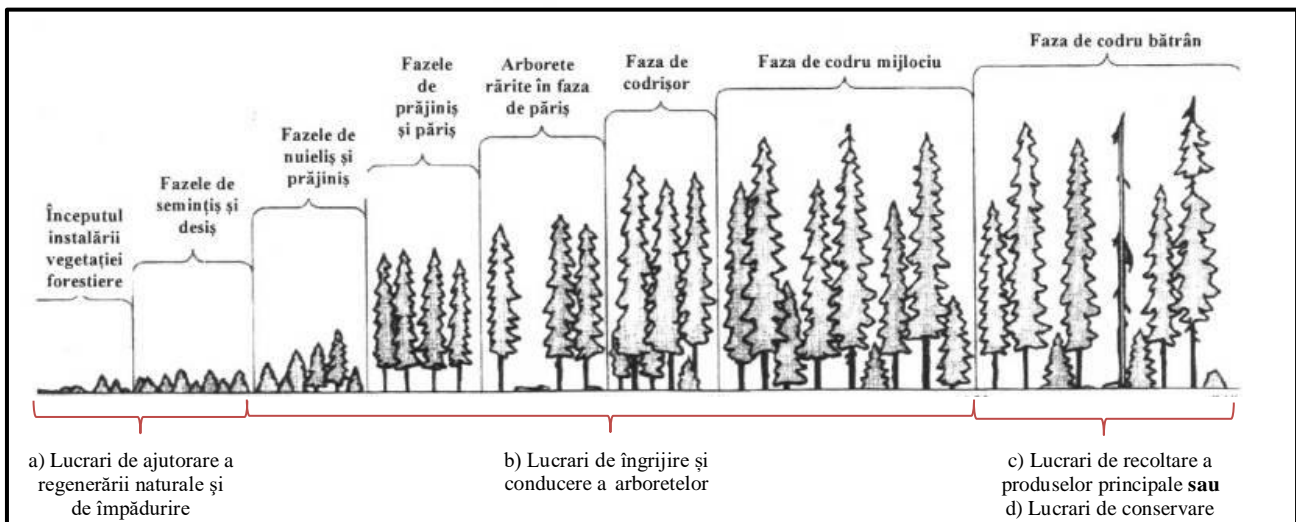 Începutul
instalării
vegetației
forestiere
Fazele de
semințiș și
desiș
Fazele de
nuieliș și
prăjiniș
Fazele
de
prăjiniș
și păriș
Arborete
rărite în faza
de păriș
Faza de
codrișor
Faza de codru mijlociu
Faza de codru bătrân
a) Lucrari de ajutorare a
regenerării naturale şi
de împădurire
b) Lucrari de îngrijire și
conducere a arboretelor
c) Lucrari de recoltare a
produselor principale sau
d) Lucrari de conservare